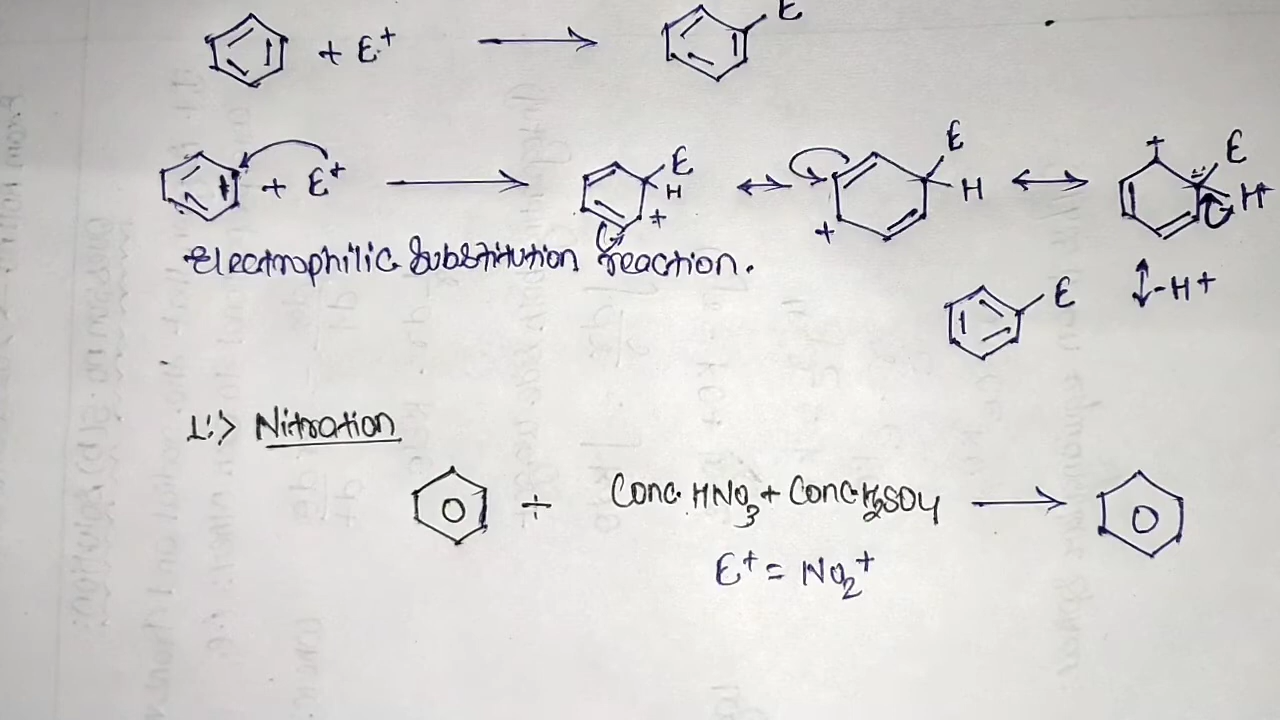 + E+ → E
+ E+ → E H + ↔ E H + ↔ + E H+
Electrophilic Substitution reaction.
E ↕-H+
1:> Nitration
+ Conc. HNO3 + Conc. H2SO4 →
E+ = NO2+